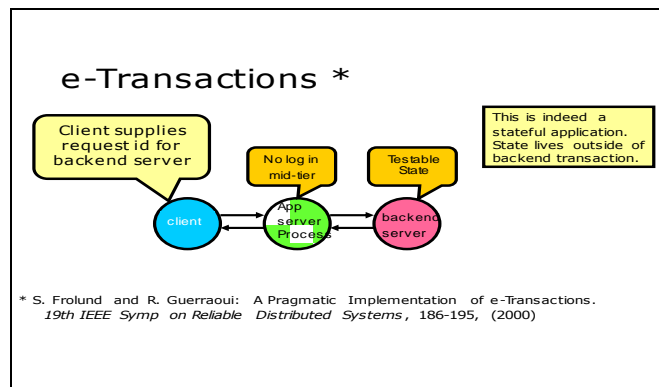 e-Transactions *
Client supplies
request id for
backend server
No log in
mid-tier
Testable
State
This is indeed a
stateful application.
State lives outside of
backend transaction.
client
App
server
Process
backend
server
* S. Frolund and R. Guerraoui: A Pragmatic Implementation of e-Transactions.
19th IEEE Symp on Reliable Distributed Systems, 186-195, (2000)